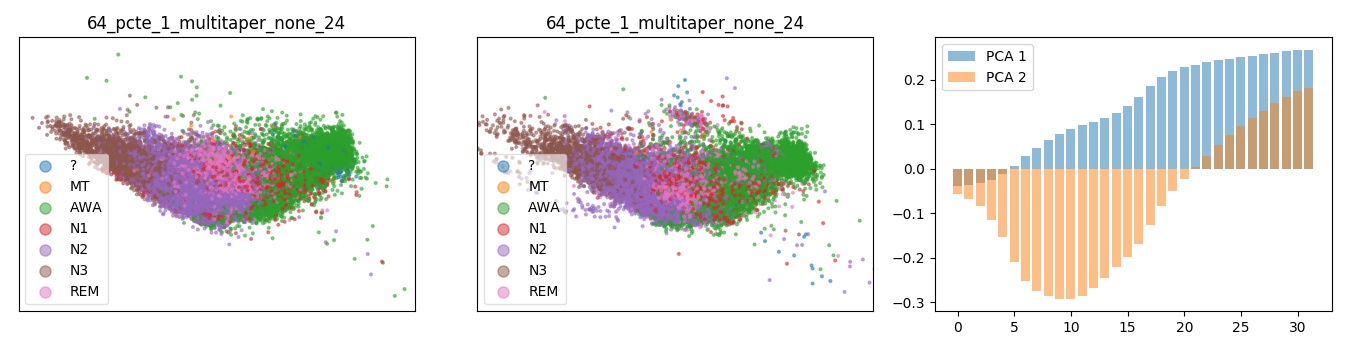 64_pcte_1_multitaper_none_24
?
MT
AWA
N1
N2
N3
REM
64_pcte_1_multitaper_none_24
?
MT
AWA
N1
N2
N3
REM
PCA 1
PCA 2
0.2
0.1
0.0
−0.1
−0.2
−0.3
0 5 10 15 20 25 30